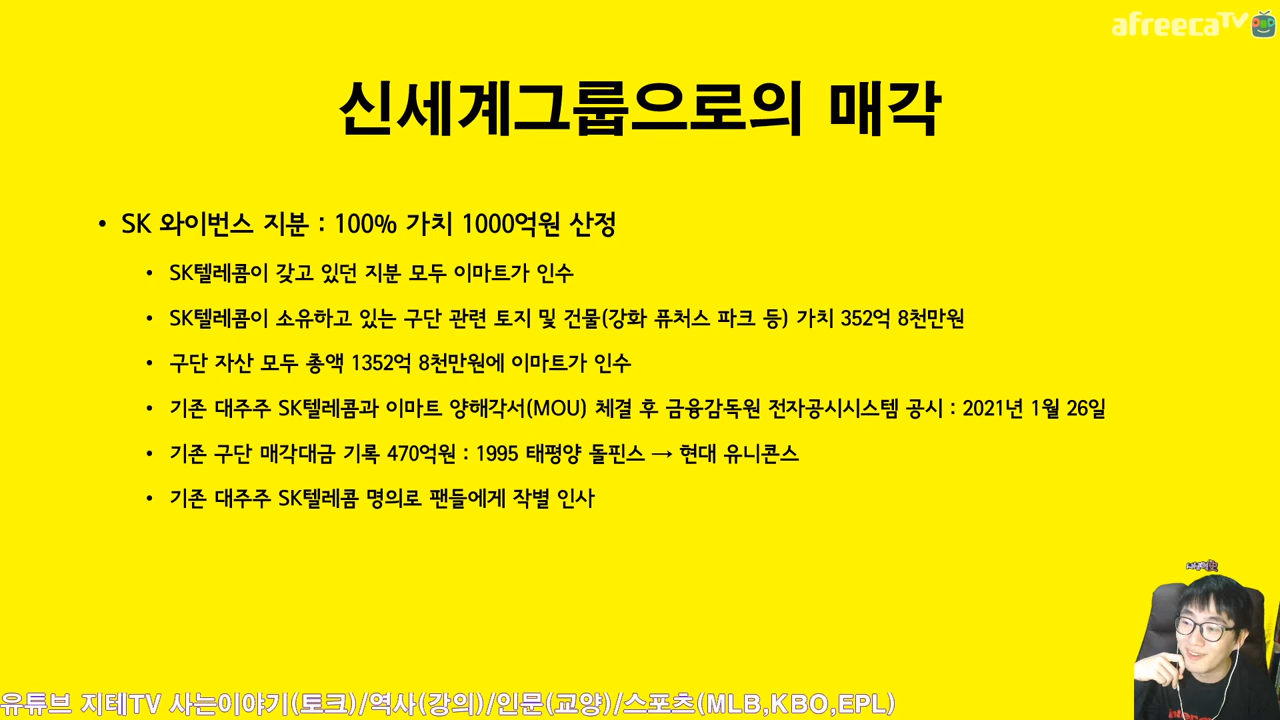 afreecaTV
신세계그룹으로의 매각
• SK 와이번스 지분 : 100% 가치 1000억원 산정
• SK텔레콤이 갖고 있던 지분 모두 이마트가 인수
• SK텔레콤이 소유하고 있는 구단 관련 토지 및 건물(강화 퓨처스 파크 등) 가치 352억 8천만원
• 구단 자산 모두 총액 1352억 8천만원에 이마트가 인수
• 기존 대주주 SK텔레콤과 이마트 양해각서(MOU) 체결 후 금융감독원 전자공시시스템 공시 : 2021년 1월 26일
• 기존 구단 매각대금 기록 470억원 : 1995 태평양 돌핀스 → 현대 유니콘스
• 기존 대주주 SK텔레콤 명의로 팬들에게 작별 인사
유튜브 지테TV 사는이야기(토크)/역사(강의)/인문(교양)/스포츠(MLB,KBO,EPL)